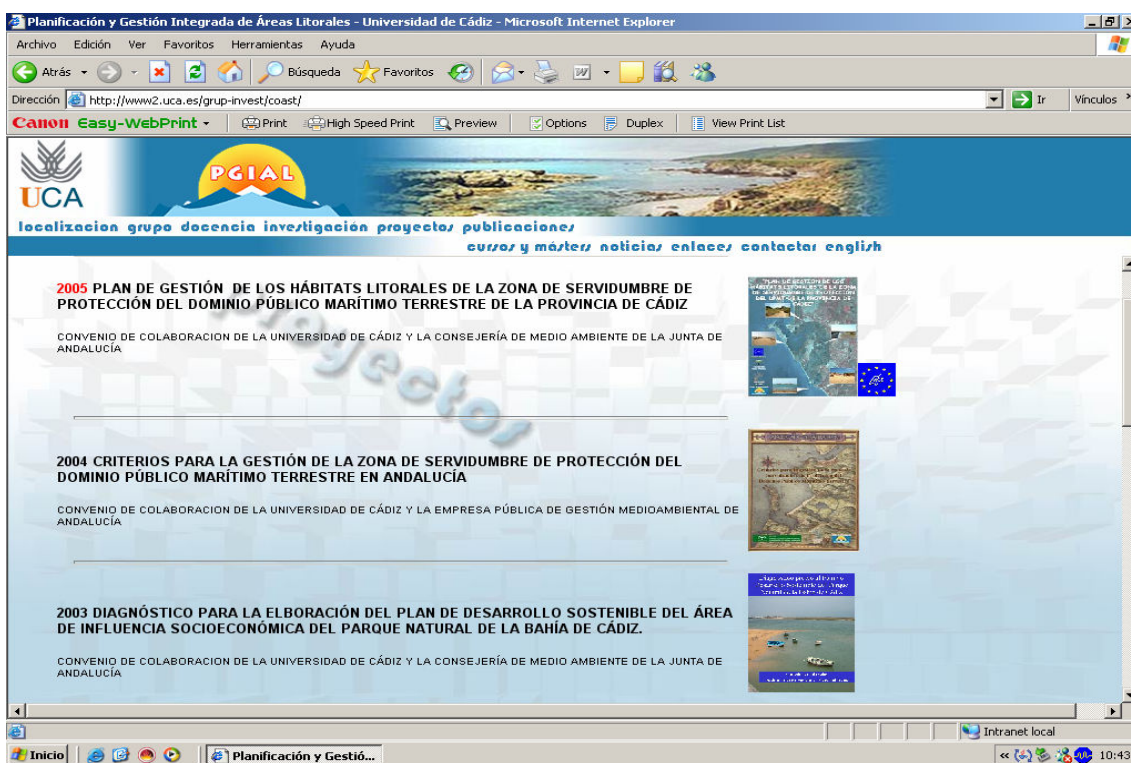 Planificación y Gestión Integrada de Áreas Litorales - Universidad de Cádiz - Microsoft Internet Explorer
Archivo Edición Ver Favoritos Herramientas Ayuda
Atrás Búsqueda Favoritos
Dirección http://www2.uca.es/grup-invest/coast/ Ir Vínculos
Canon Easy-WebPrint Print High Speed Print Preview Options Duplex View Print List
UCA
PGIAL
localizacion grupo docencia investigación proyectos publicaciones
cursos y másters noticias enlaces contactar english
Proyectos
2005 PLAN DE GESTIÓN DE LOS HÁBITATS LITORALES DE LA ZONA DE SERVIDUMBRE DE
PROTECCIÓN DEL DOMINIO PÚBLICO MARÍTIMO TERRESTRE DE LA PROVINCIA DE CÁDIZ
CONVENIO DE COLABORACION DE LA UNIVERSIDAD DE CÁDIZ Y LA CONSEJERÍA DE MEDIO AMBIENTE DE LA JUNTA DE
ANDALUCÍA
2004 CRITERIOS PARA LA GESTIÓN DE LA ZONA DE SERVIDUMBRE DE PROTECCIÓN DEL
DOMINIO PÚBLICO MARÍTIMO TERRESTRE EN ANDALUCÍA
CONVENIO DE COLABORACION DE LA UNIVERSIDAD DE CÁDIZ Y LA EMPRESA PÚBLICA DE GESTIÓN MEDIOAMBIENTAL DE
ANDALUCÍA
2003 DIAGNÓSTICO PARA LA ELBORACIÓN DEL PLAN DE DESARROLLO SOSTENIBLE DEL ÁREA
DE INFLUENCIA SOCIOECONÓMICA DEL PARQUE NATURAL DE LA BAHÍA DE CÁDIZ.
CONVENIO DE COLABORACION DE LA UNIVERSIDAD DE CÁDIZ Y LA CONSEJERÍA DE MEDIO AMBIENTE DE LA JUNTA DE
ANDALUCÍA
Intranet local
Inicio Planificación y Gestió... 10:43